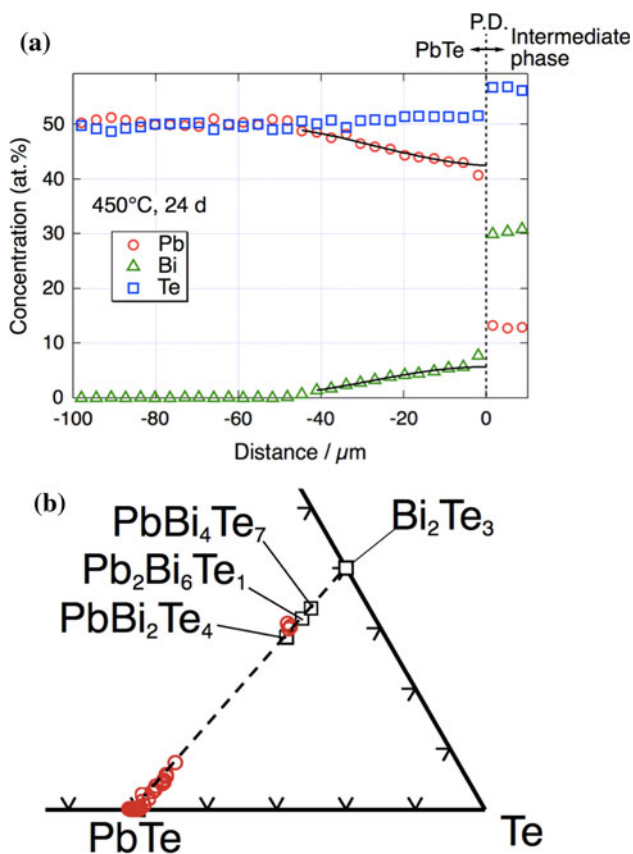 (a)
P.D.
PbTe
Intermediate
phase
Concentration (at.%)
50
40
30
20
10
0
450°C, 24 d
Pb
Bi
Te
-100
-80
-60
-40
-20
0
Distance / µm
(b)
PbBi4Te7
Bi2Te3
Pb2Bi6Te1
PbBi2Te4
PbTe
Te